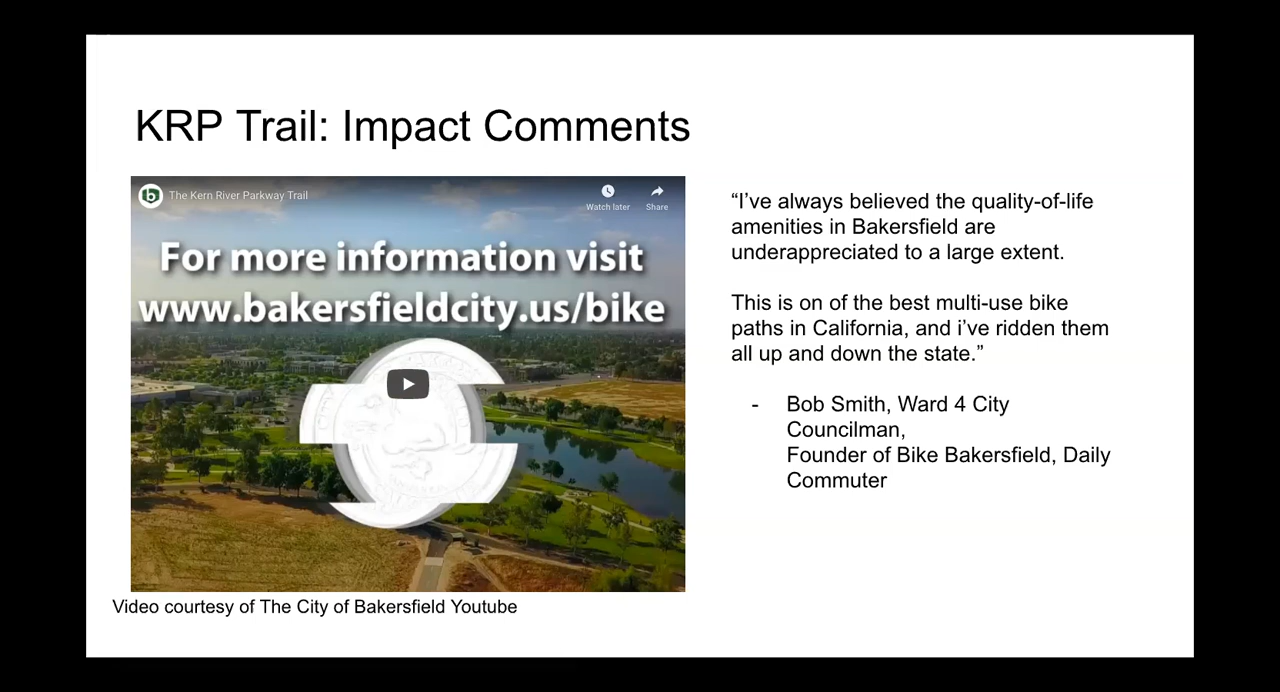 KRP Trail: Impact Comments
The Kern River Parkway Trail
Watch later
Share
For more information visit
www.bakersfieldcity.us/bike
Video courtesy of The City of Bakersfield Youtube
“I’ve always believed the quality-of-life
amenities in Bakersfield are
underappreciated to a large extent.
This is on of the best multi-use bike
paths in California, and i’ve ridden them
all up and down the state.”
- Bob Smith, Ward 4 City
Councilman,
Founder of Bike Bakersfield, Daily
Commuter